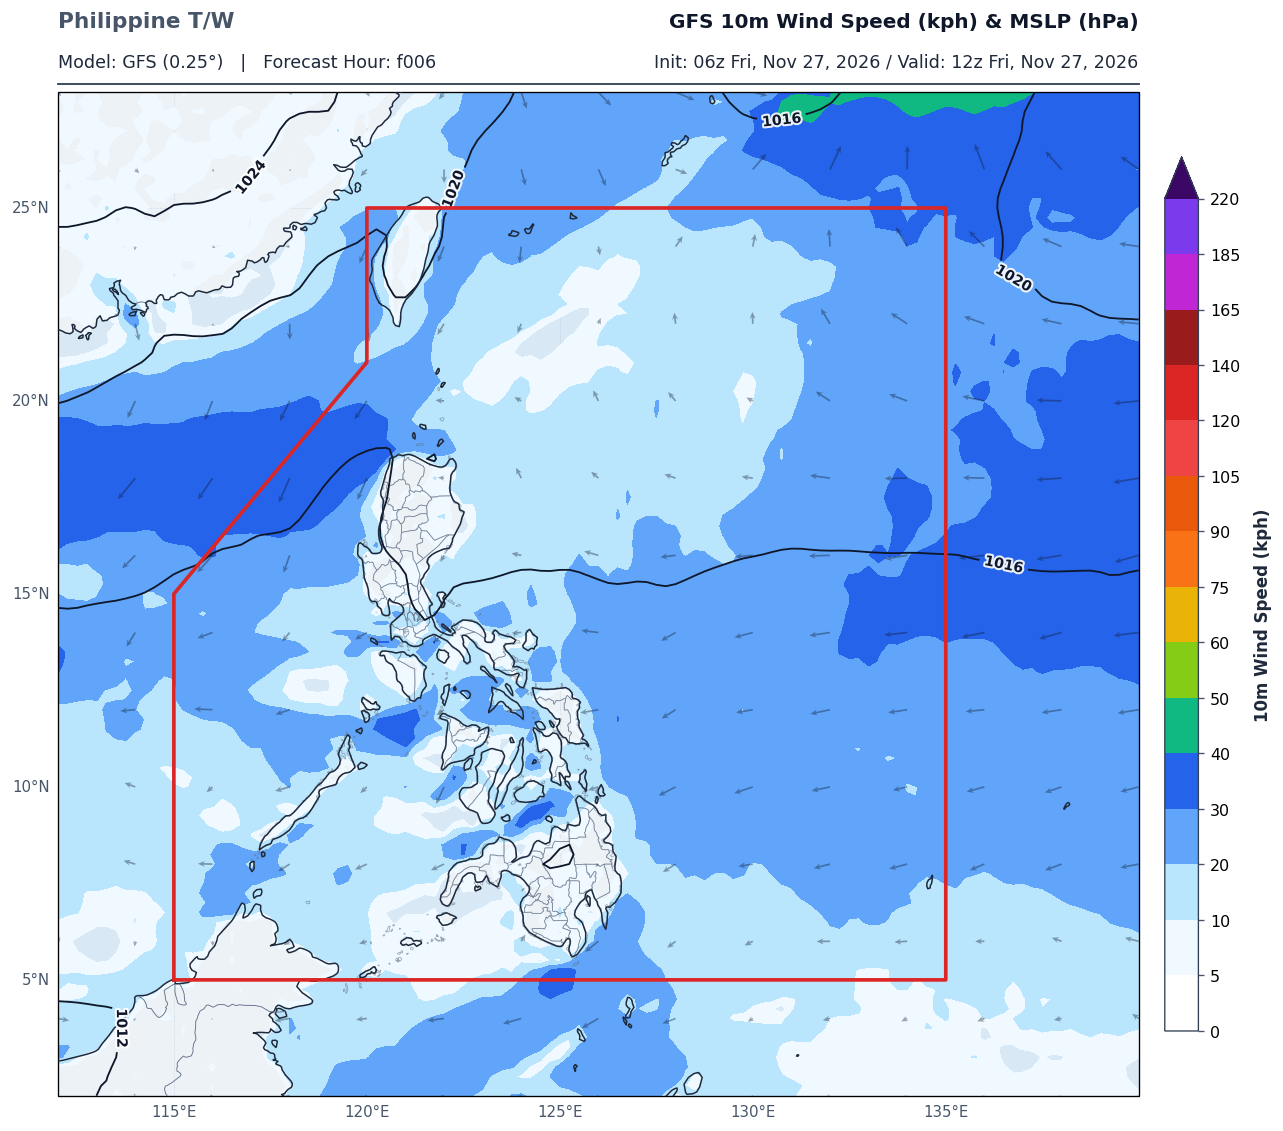 Philippine T/W
GFS 10m Wind Speed (kph) & MSLP (hPa)
Model: GFS (0.25°) | Forecast Hour: f006
Init: 06z Fri, Nov 27, 2026 / Valid: 12z Fri, Nov 27, 2026
1024
1020
1016
1020
1016
1012
25°N
20°N
15°N
10°N
5°N
115°E
120°E
125°E
130°E
135°E
220
185
165
140
120
105
90
75
60
50
40
30
20
10
5
0
10m Wind Speed (kph)